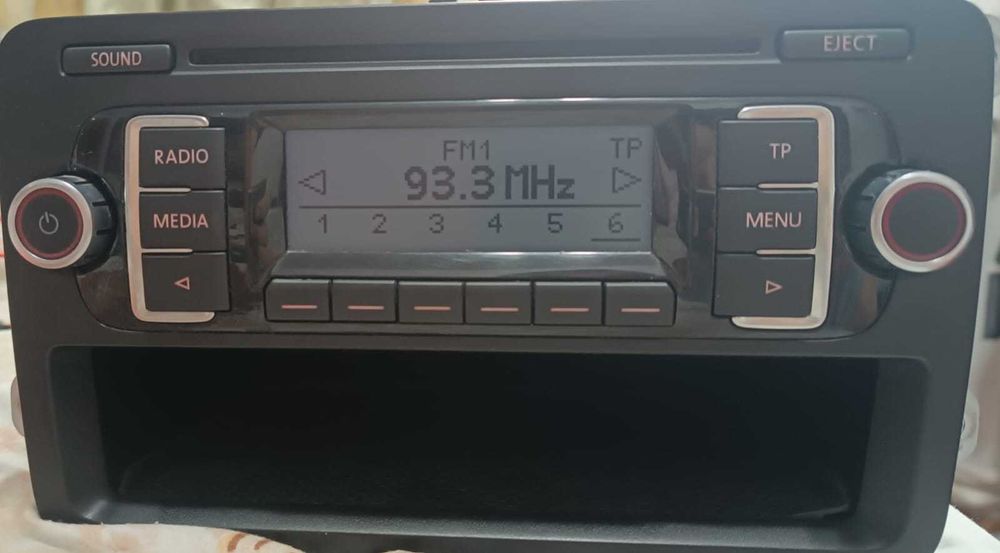 SOUND
EJECT
RADIO
MEDIA
FM1
TP
93.3 MHz
1 2 3 4 5 6
TP
MENU